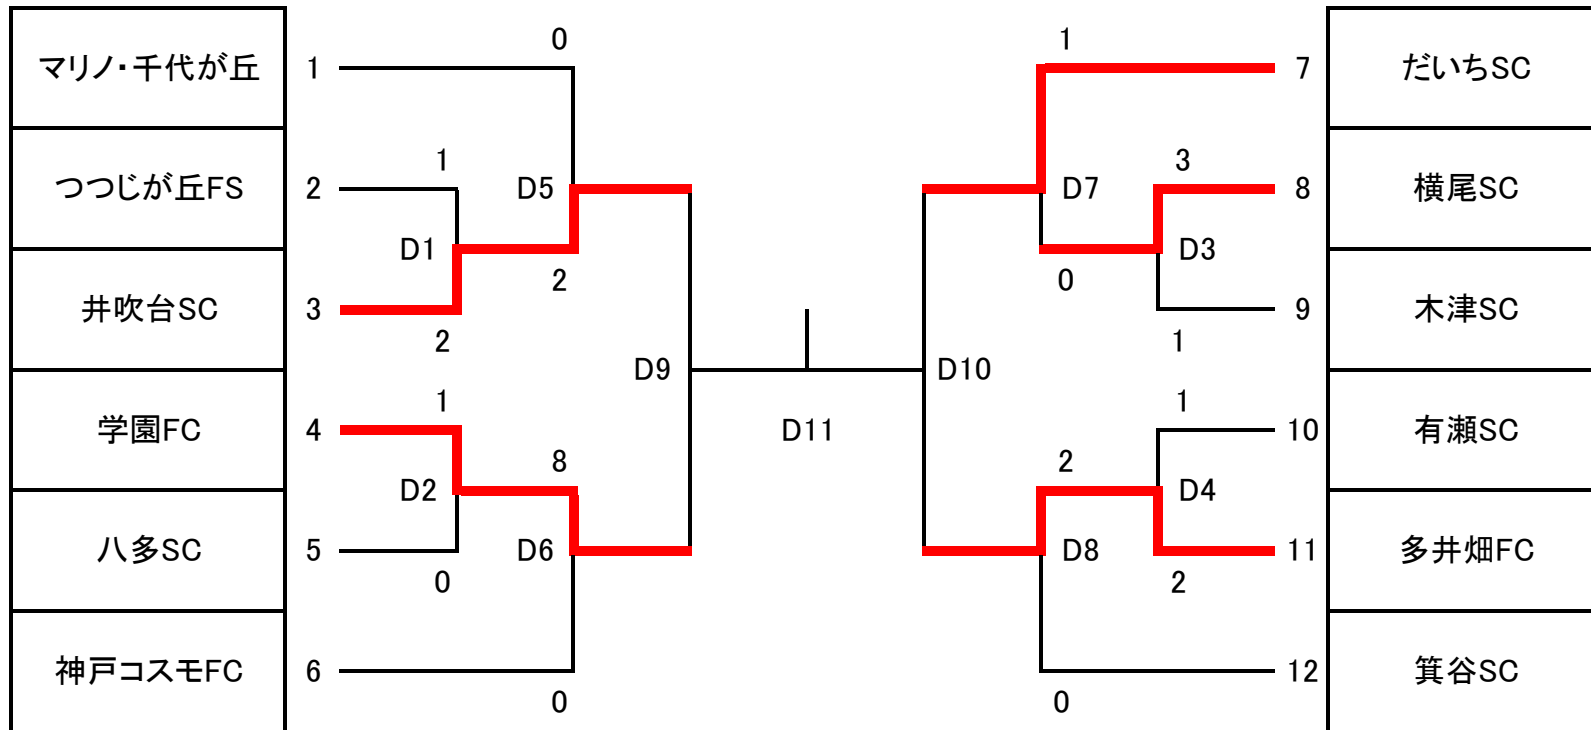 マリノ・千代が丘 1 0 1 7 だいちSC
つつじが丘FS 2 1 D5 D7 3 8 横尾SC
D1 D3
井吹台SC 3 2 2 0 1 9 木津SC
D9 D10
学園FC 4 1 D11 1 10 有瀬SC
8 2
D2 D4
八多SC 5 0 D6 D8 2 11 多井畑FC
神戸コスモFC 6 0 0 12 箕谷SC